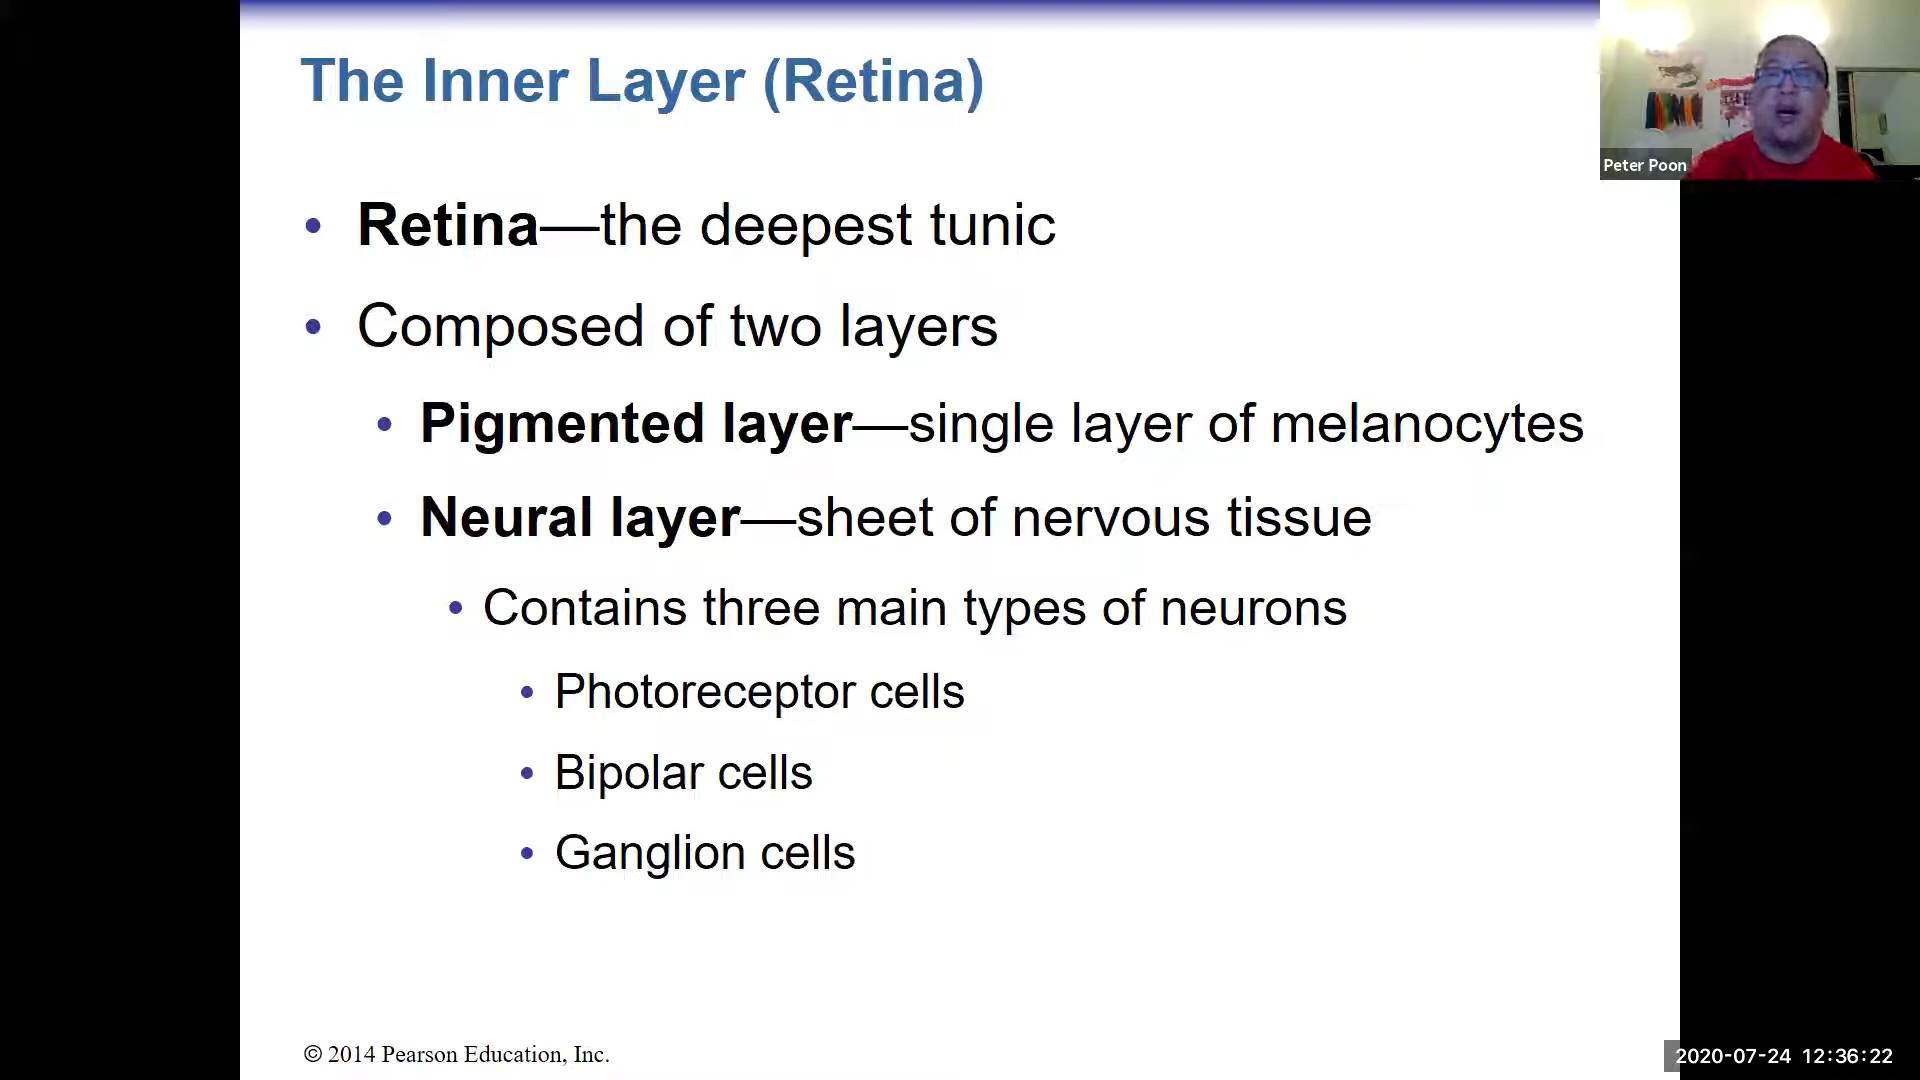 The Inner Layer (Retina)
Peter Poon
• Retina—the deepest tunic
• Composed of two layers
• Pigmented layer—single layer of melanocytes
• Neural layer—sheet of nervous tissue
• Contains three main types of neurons
• Photoreceptor cells
• Bipolar cells
• Ganglion cells
© 2014 Pearson Education, Inc.
2020-07-24 12:36:22